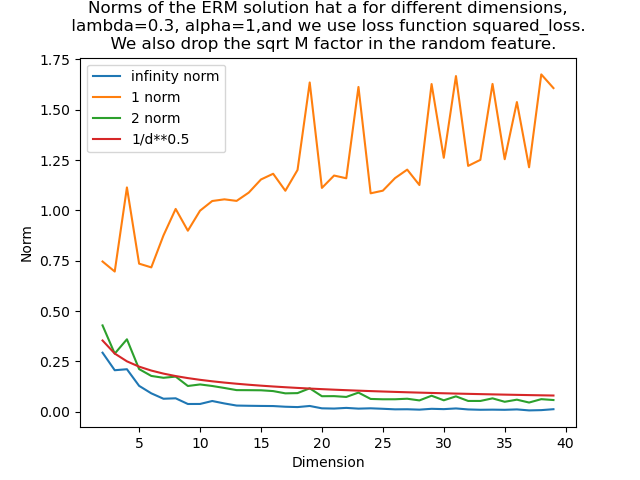 Norms of the ERM solution hat a for different dimensions,
lambda=0.3, alpha=1,and we use loss function squared_loss.
We also drop the sqrt M factor in the random feature.
infinity norm
1 norm
2 norm
1/d**0.5
Norm
1.75
1.50
1.25
1.00
0.75
0.50
0.25
0.00
5 10 15 20 25 30 35 40
Dimension